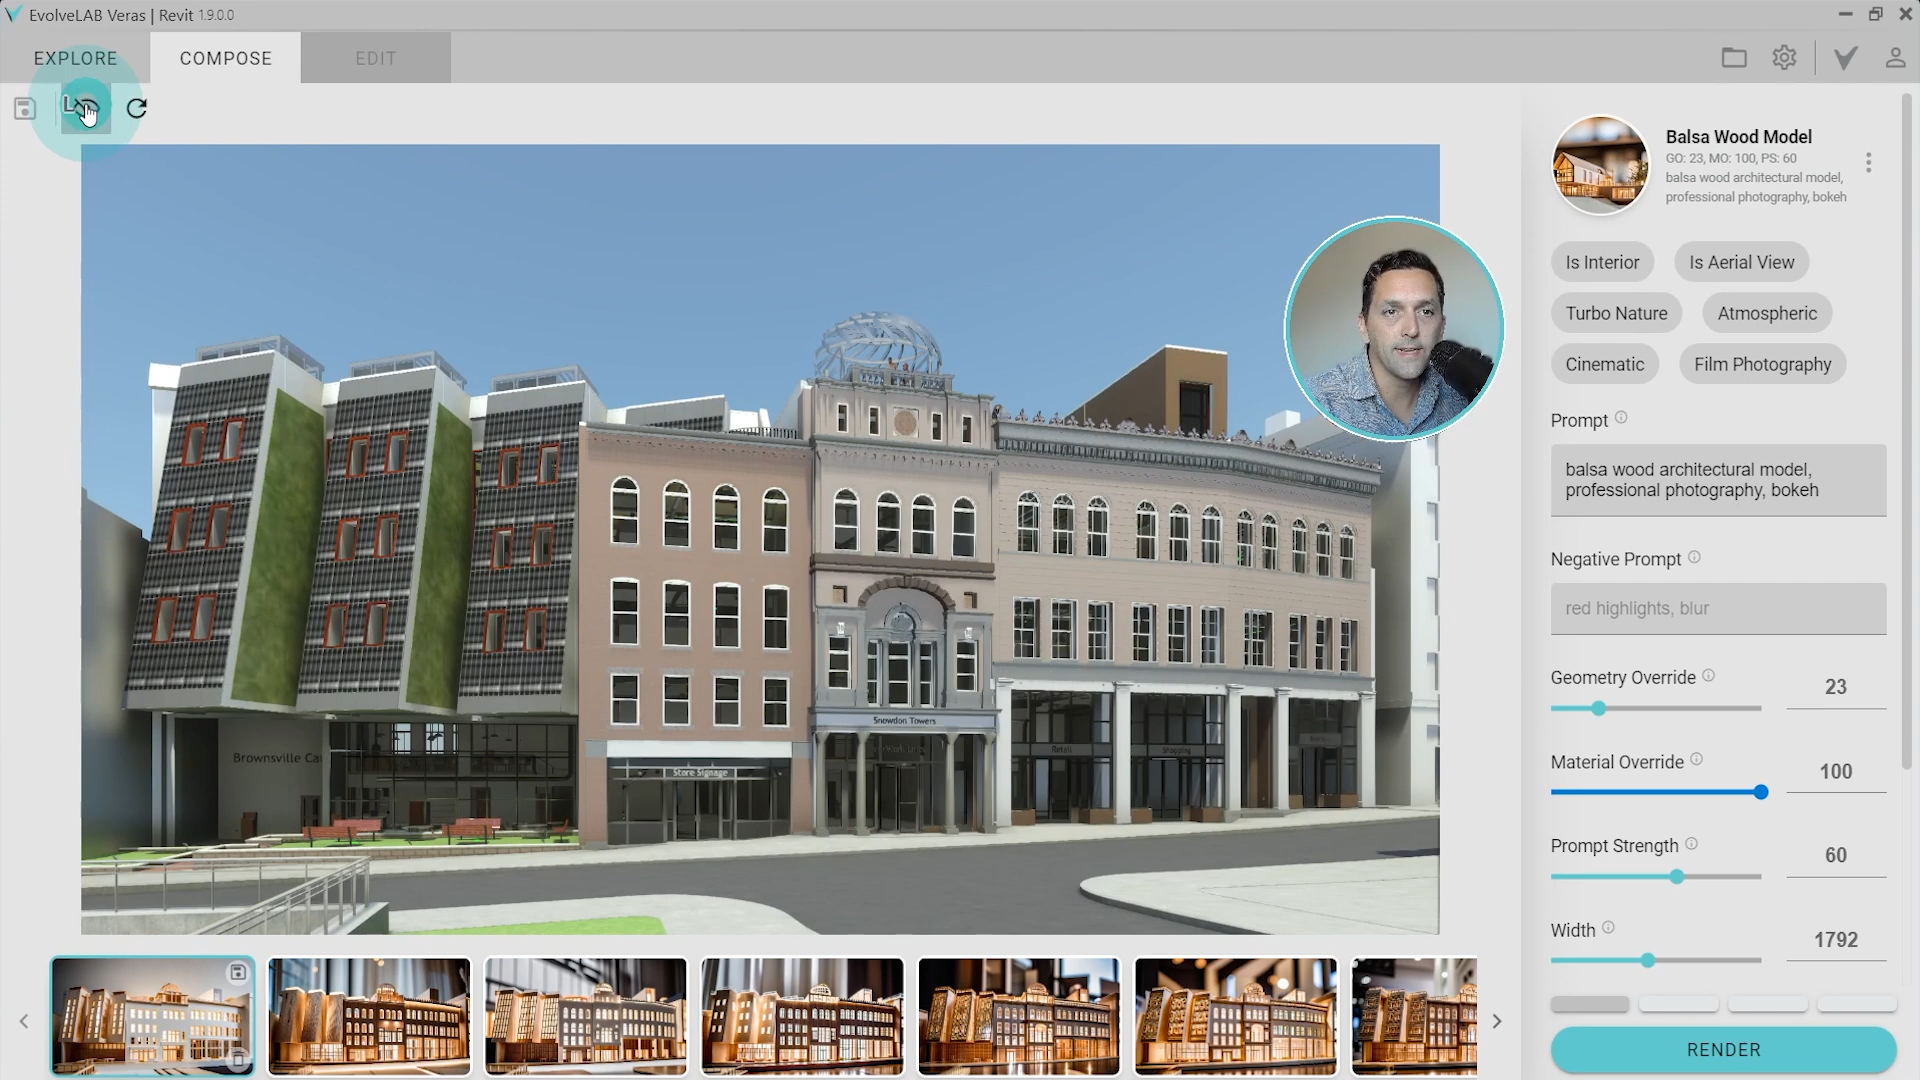 EvolveLAB Veras | Revit 1.9.0.0
EXPLORE
COMPOSE
EDIT
Balsa Wood Model
GO: 23, MO: 100, PS: 60
balsa wood architectural model,
professional photography, bokeh
Is Interior
Is Aerial View
Turbo Nature
Atmospheric
Cinematic
Film Photography
Prompt
balsa wood architectural model,
professional photography, bokeh
Negative Prompt
red highlights, blur
Geometry Override
23
Material Override
100
Prompt Strength
60
Width
1792
RENDER
Snowdon Towers
Brownsville
Store Signage
Retail
Shopping